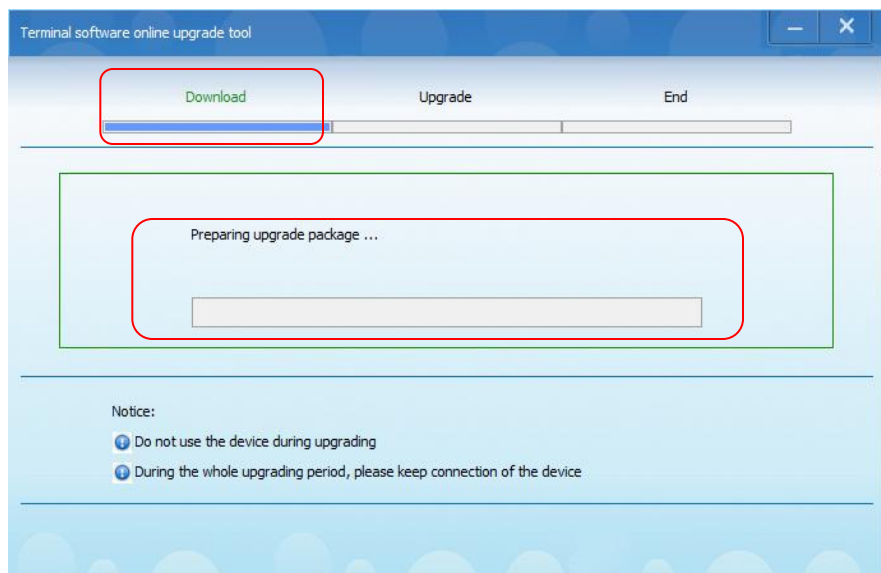 Terminal software online upgrade tool
Download Upgrade End
Preparing upgrade package ...
Notice:
Do not use the device during upgrading
During the whole upgrading period, please keep connection of the device